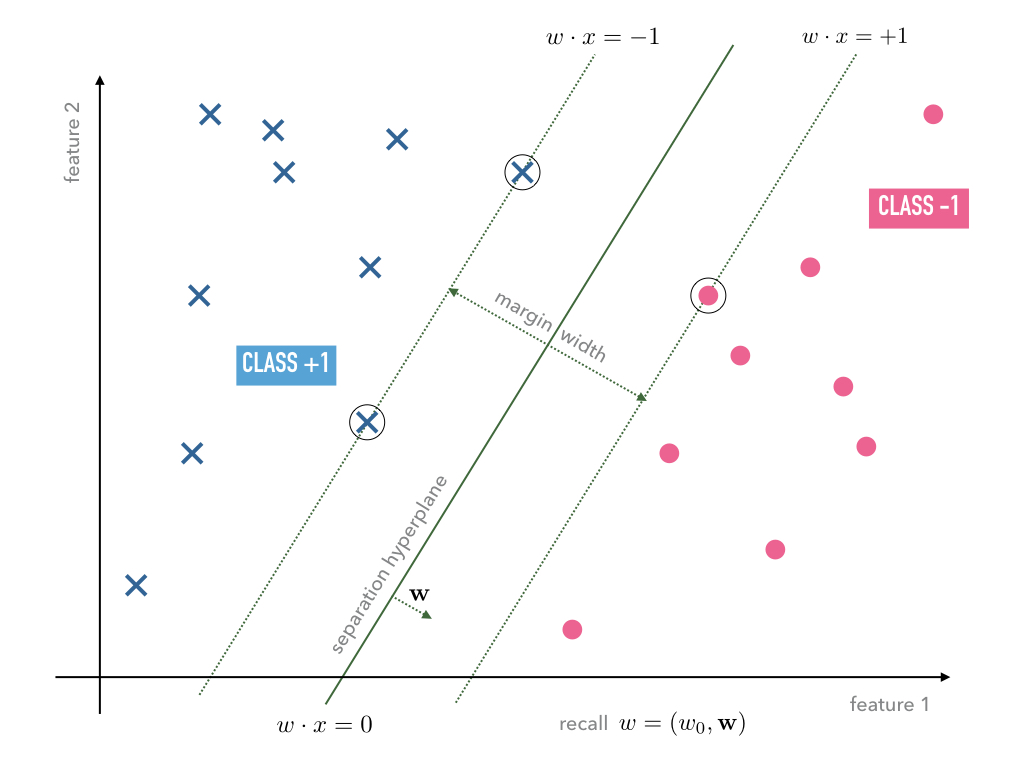 w · x = −1
w · x = +1
feature 2
CLASS -1
margin width
CLASS +1
separation hyperplane
w
feature 1
w · x = 0
recall w = (w₀, w)